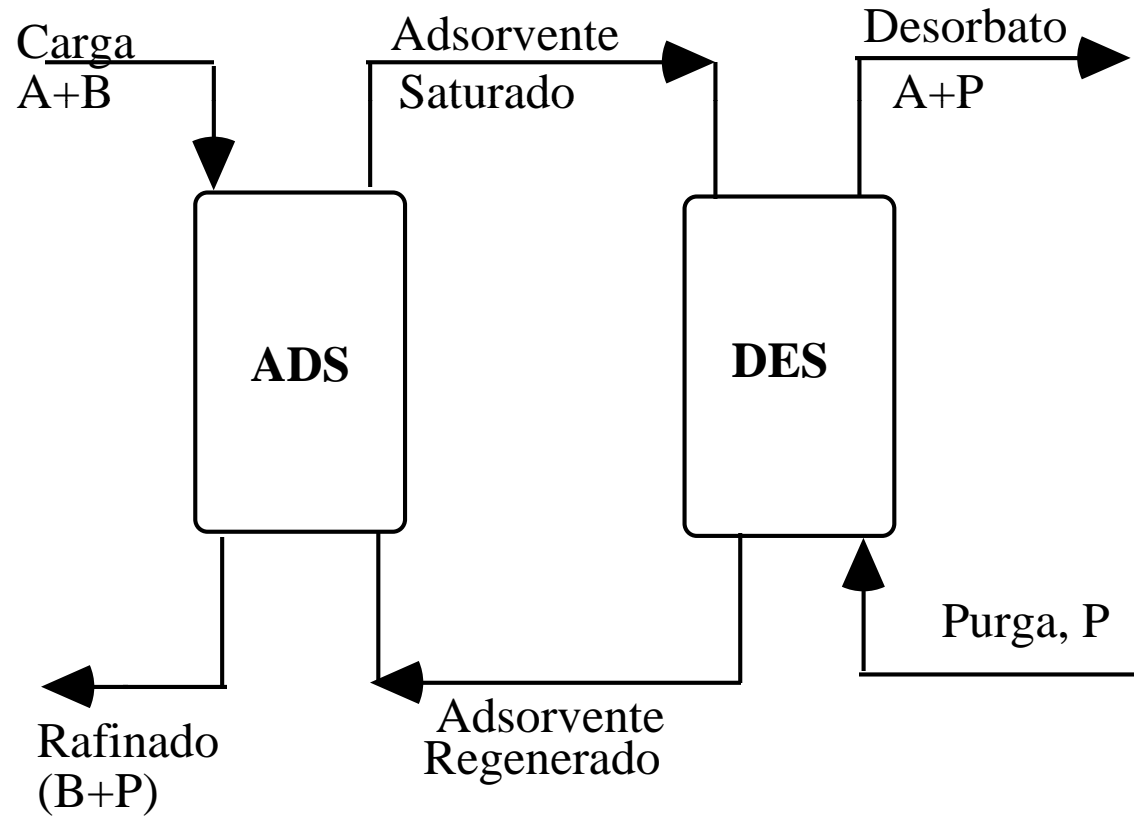 Carga
A+B
Adsorvente
Saturado
Desorbato
A+P
ADS
DES
Purga, P
Adsorvente
Regenerado
Rafinado
(B+P)